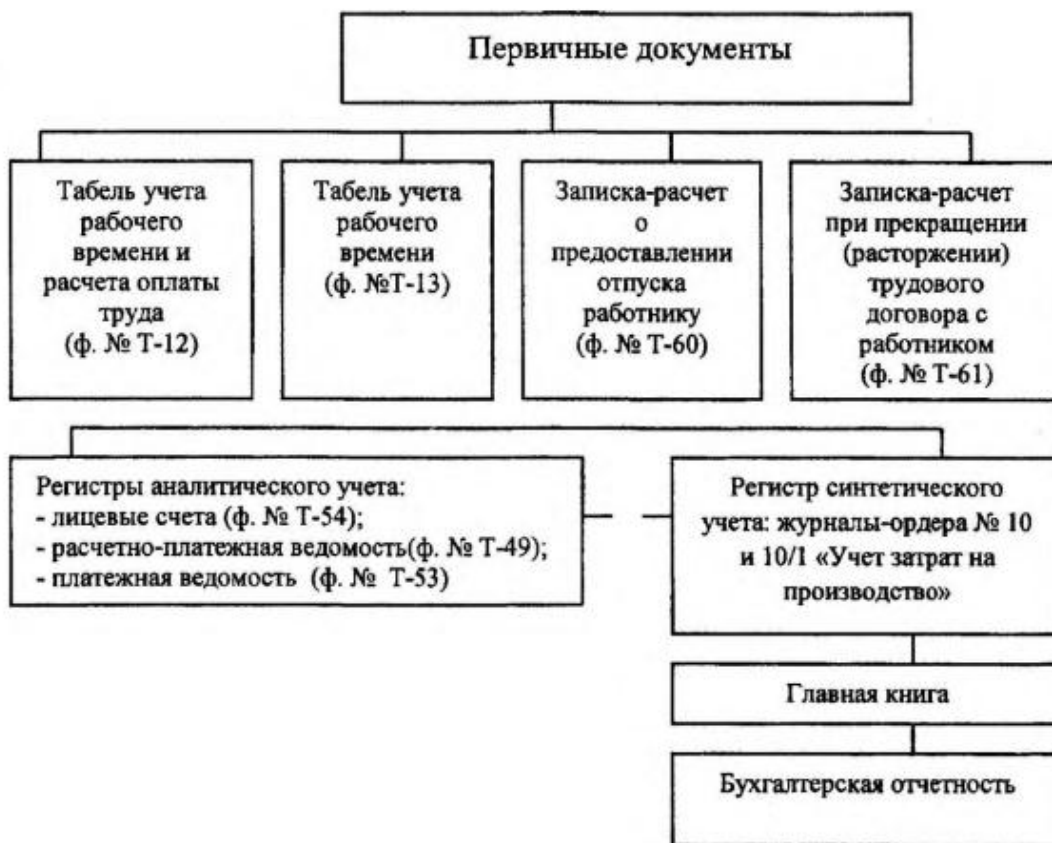 Первичные документы
Табель учета
рабочего
времени и
расчета оплаты
труда
(ф. № Т-12)
Табель учета
рабочего
времени
(ф. №Т-13)
Записка-расчет
о
предоставлении
отпуска
работнику
(ф. № Т-60)
Записка-расчет
при прекращении
(расторжении)
трудового
договора с
работником
(ф. № Т-61)
Регистры аналитического учета:
- лицевые счета (ф. № Т-54);
- расчетно-платежная ведомость(ф. № Т-49);
- платежная ведомость (ф. № Т-53)
Регистр синтетического
учета: журналы-ордера № 10
и 10/1 «Учет затрат на
производство»
Главная книга
Бухгалтерская отчетность